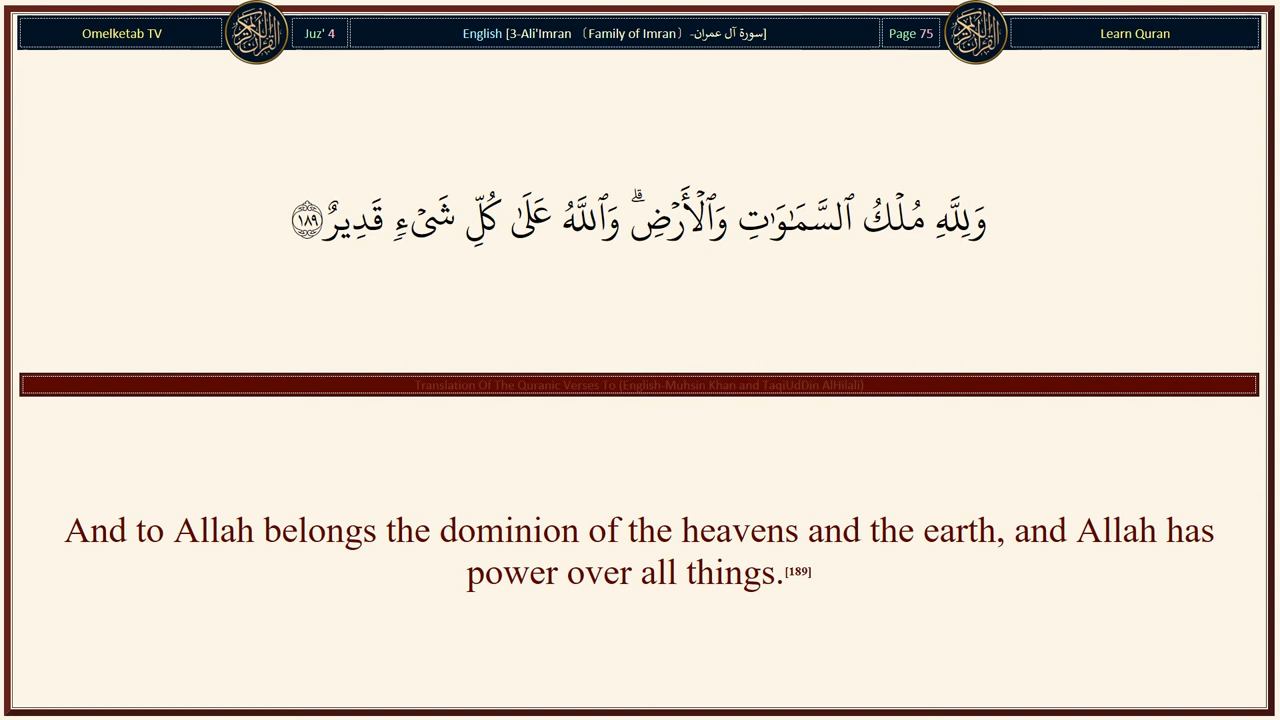 Omelketab TV
Juz' 4
English [3-Ali'Imran （Family of Imran）-سورة آل عمران]
Page 75
Learn Quran
وَلِلَّهِ مُلْكُ ٱلسَّمَـٰوَٰتِ وَٱلْأَرْضِ ۗ وَٱللَّهُ عَلَىٰ كُلِّ شَىْءٍۢ قَدِيرٌ ١٨٩
Translation Of The Quranic Verses To (English-Muhsin Khan and TaqiUdDin AlHilali)
And to Allah belongs the dominion of the heavens and the earth, and Allah has
power over all things.[189]